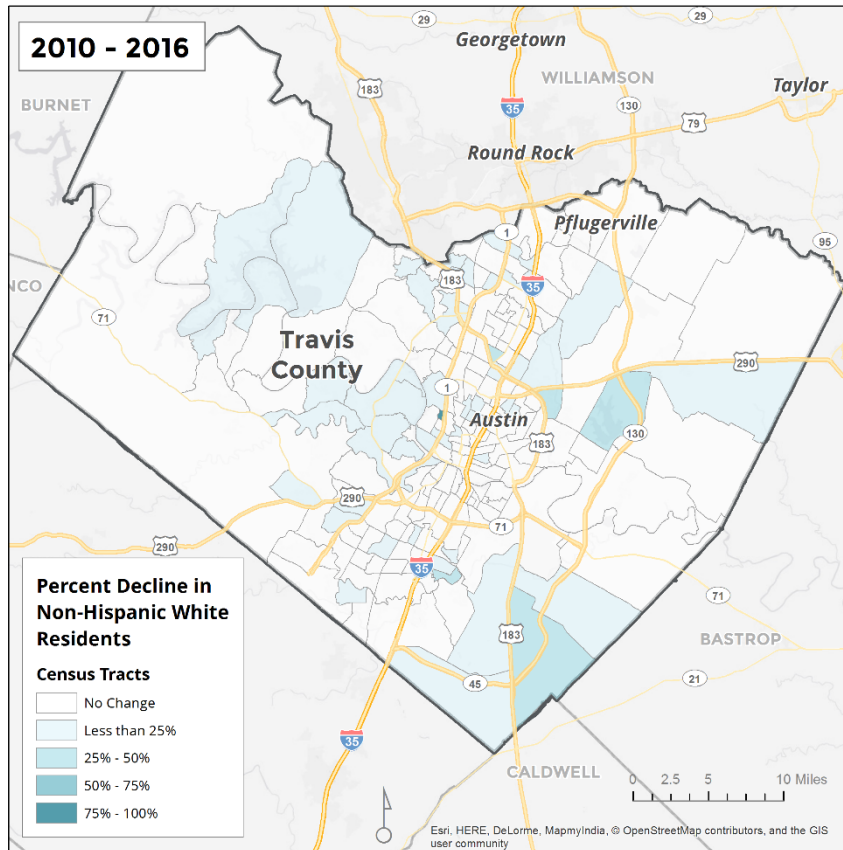 2010 - 2016
29
29
Georgetown
183
WILLIAMSON
Taylor
BURNET
35
130
79
Round Rock
Pflugerville
1
95
183
35
NCO
71
Travis
County
290
1
Austin
183
130
290
71
290
35
Percent Decline in
Non-Hispanic White
Residents
Census Tracts
No Change
Less than 25%
25% - 50%
50% - 75%
75% - 100%
71
183
BASTROP
45
21
35
CALDWELL
0 2.5 5 10 Miles
Esri, HERE, DeLorme, MapmyIndia, © OpenStreetMap contributors, and the GIS
user community